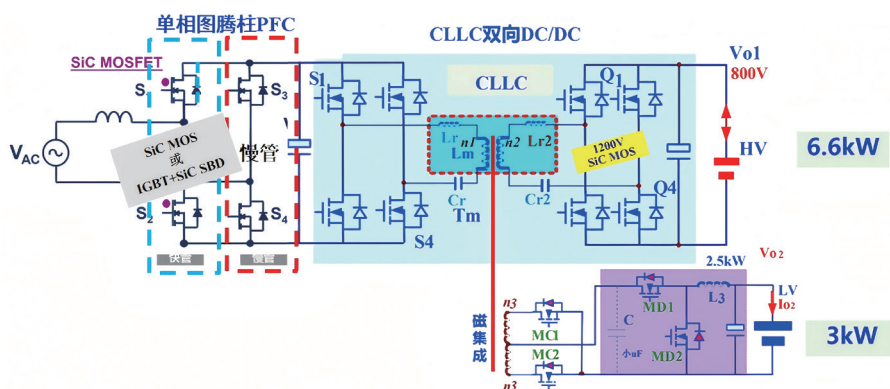 单相图腾柱PFC
CLLC双向DC/DC
SiC MOSFET
S
S3
S1
CLLC
Q1
Vo1
800V
Lr
n1
n2
Lr2
Lm
VAC
SiC MOS
或
IGBT+SiC SBD
慢管
V
1200V
SiC MOS
HV
6.6kW
S2
S4
Cr
Tm
Cr2
Q4
S4
快管
慢管
Vo2
2.5kW
磁集成
n3
MC1
MC2
n3
C
小uF
MD1
MD2
L3
LV
Io2
3kW